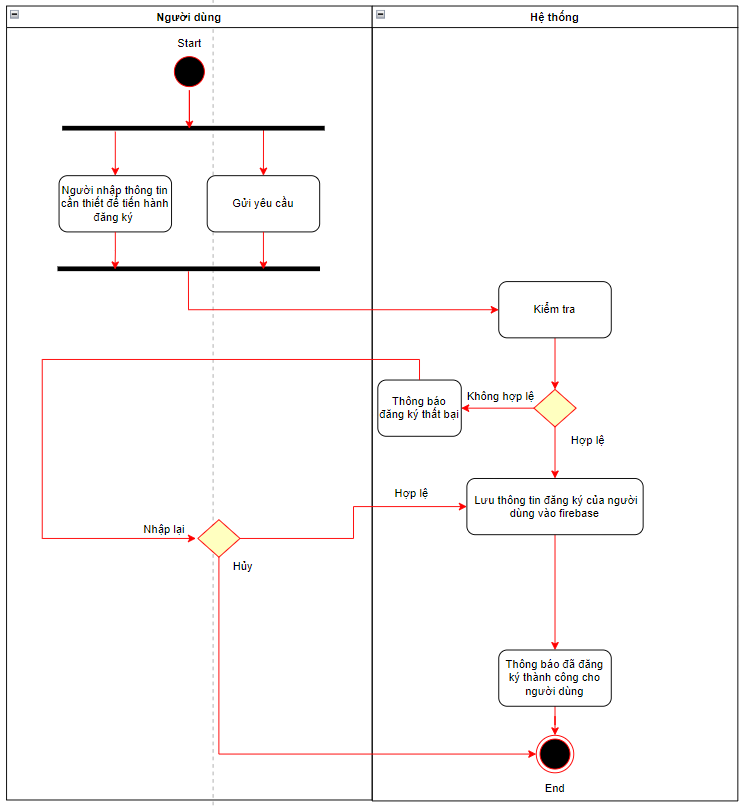 Người dùng
Hệ thống
Start
Người nhập thông tin
cần thiết để tiến hành
đăng ký
Gửi yêu cầu
Kiểm tra
Thông báo
đăng ký thất bại
Không hợp lệ
Hợp lệ
Hợp lệ
Lưu thông tin đăng ký của người
dùng vào firebase
Nhập lại
Hủy
Thông báo đã đăng
ký thành công cho
người dùng
End